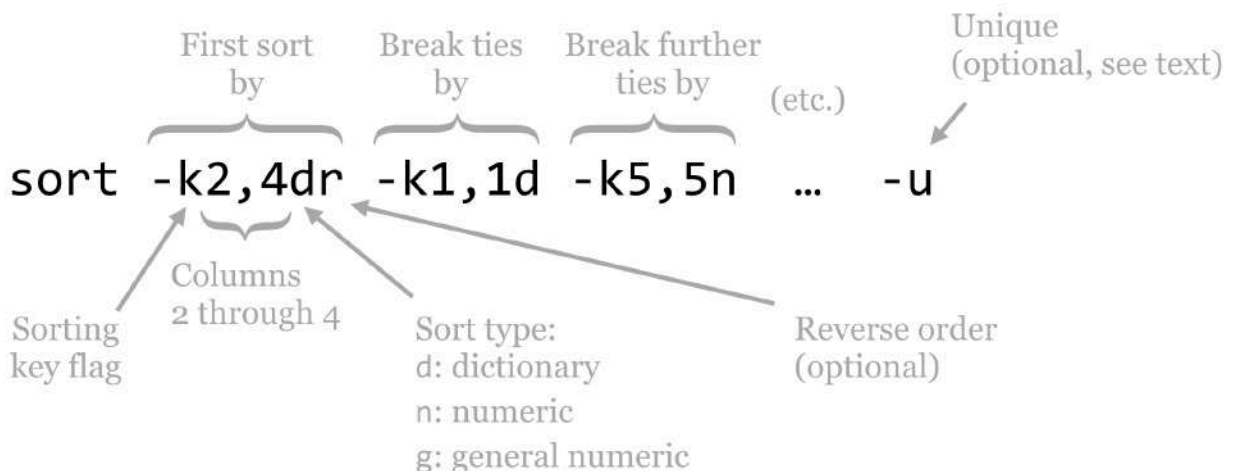 First sort
by
Break ties
by
Break further
ties by
(etc.)
Unique
(optional, see text)
sort -k2,4dr -k1,1d -k5,5n … -u
Columns
2 through 4
Sorting
key flag
Sort type:
d: dictionary
n: numeric
g: general numeric
Reverse order
(optional)